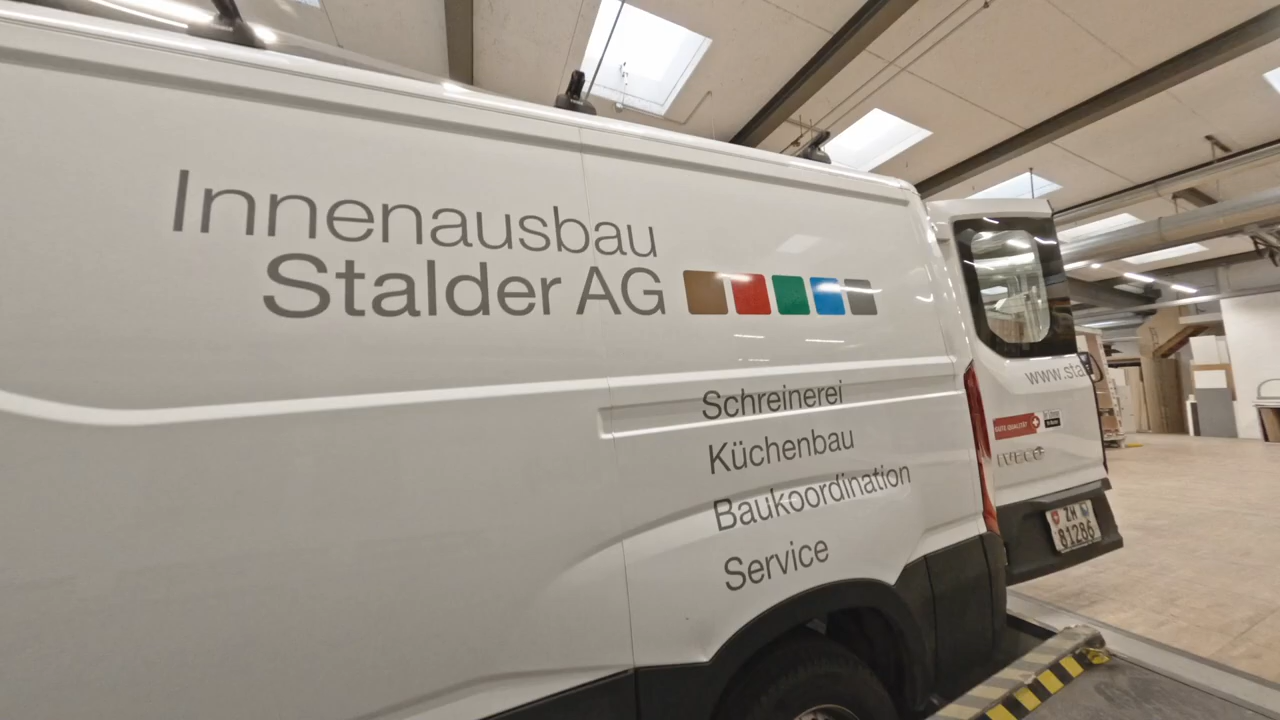 Innenausbau
Stalder AG
Schreinerei
Küchenbau
Baukoordination
Service
www.sta
IVECO
ZH
81286